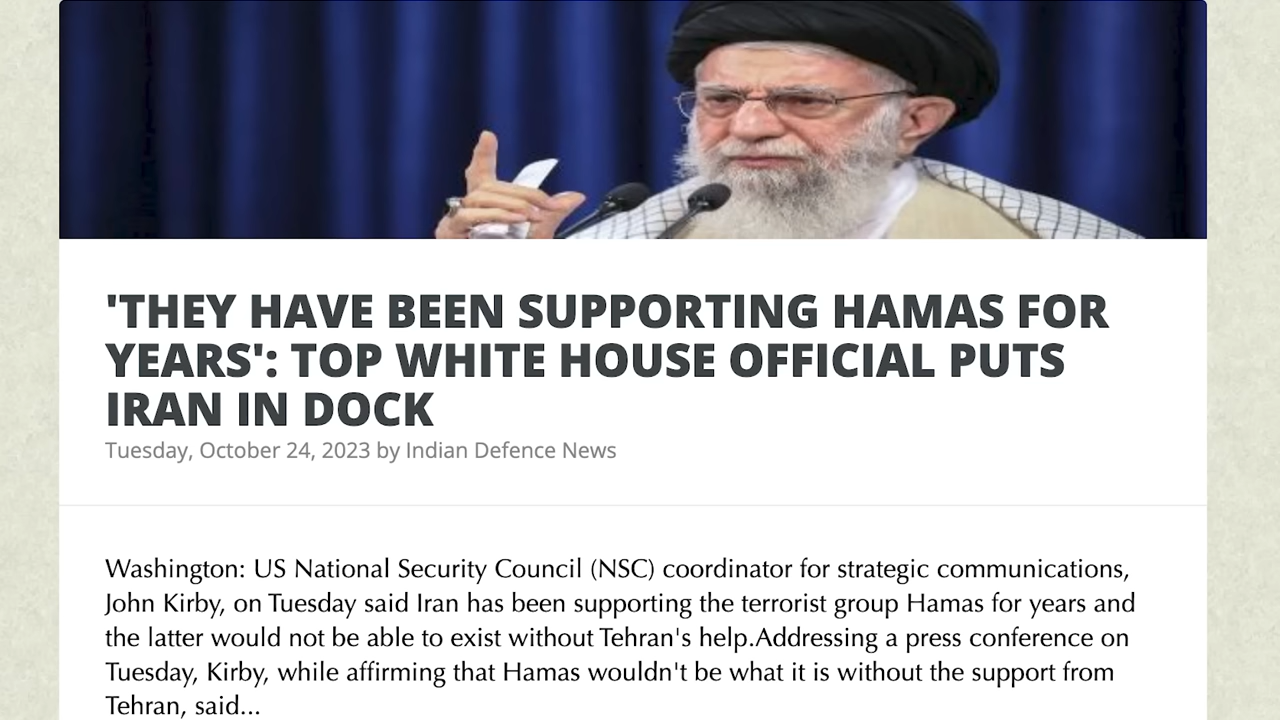 'THEY HAVE BEEN SUPPORTING HAMAS FOR
YEARS': TOP WHITE HOUSE OFFICIAL PUTS
IRAN IN DOCK
Tuesday, October 24, 2023 by Indian Defence News
Washington: US National Security Council (NSC) coordinator for strategic communications,
John Kirby, on Tuesday said Iran has been supporting the terrorist group Hamas for years and
the latter would not be able to exist without Tehran's help.Addressing a press conference on
Tuesday, Kirby, while affirming that Hamas wouldn't be what it is without the support from
Tehran, said...